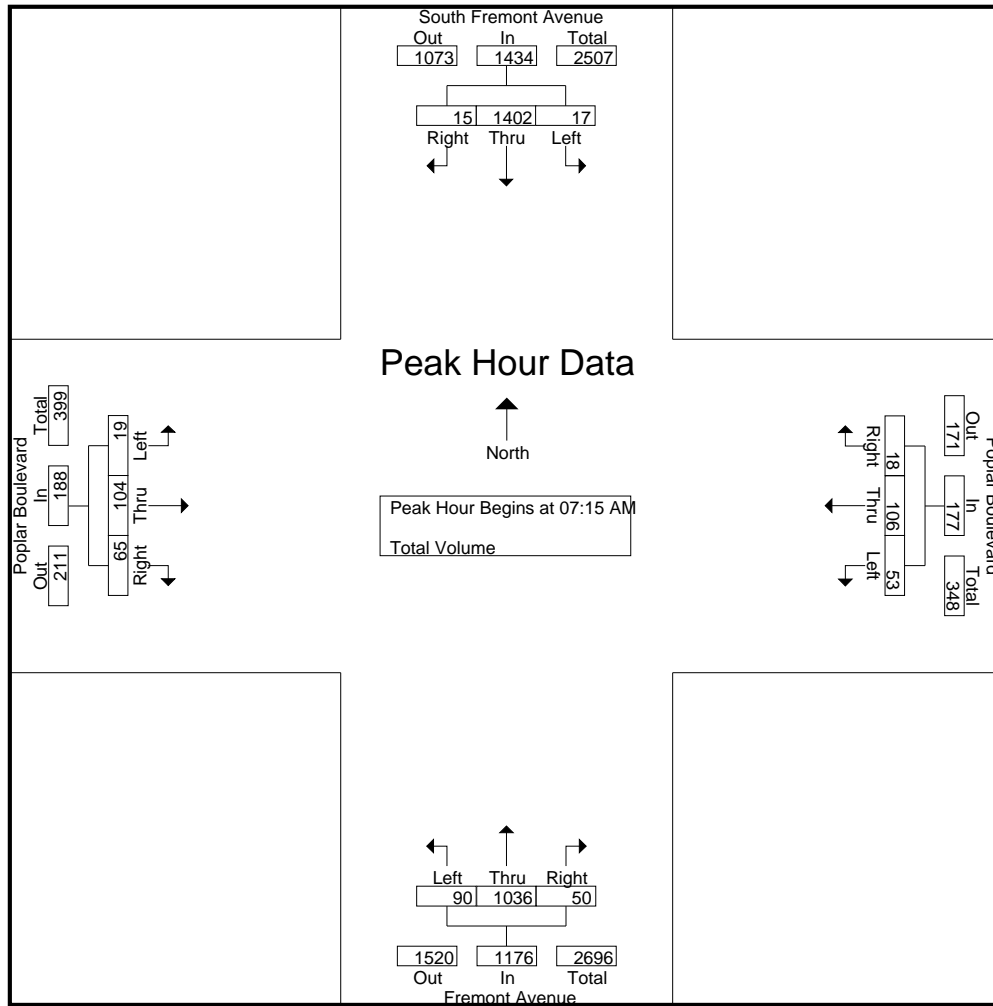 South Fremont Avenue
Out In Total
1073 1434 2507
15 1402 17
Right Thru Left
Peak Hour Data
North
Peak Hour Begins at 07:15 AM
Total Volume
Poplar Boulevard
Out In Total
211 188 399
65 104 19
Right Thru Left
Poplar Boulevard
Out In Total
171 177 348
18 106 53
Right Thru Left
Left Thru Right
90 1036 50
1520 1176 2696
Out In Total
Fremont Avenue